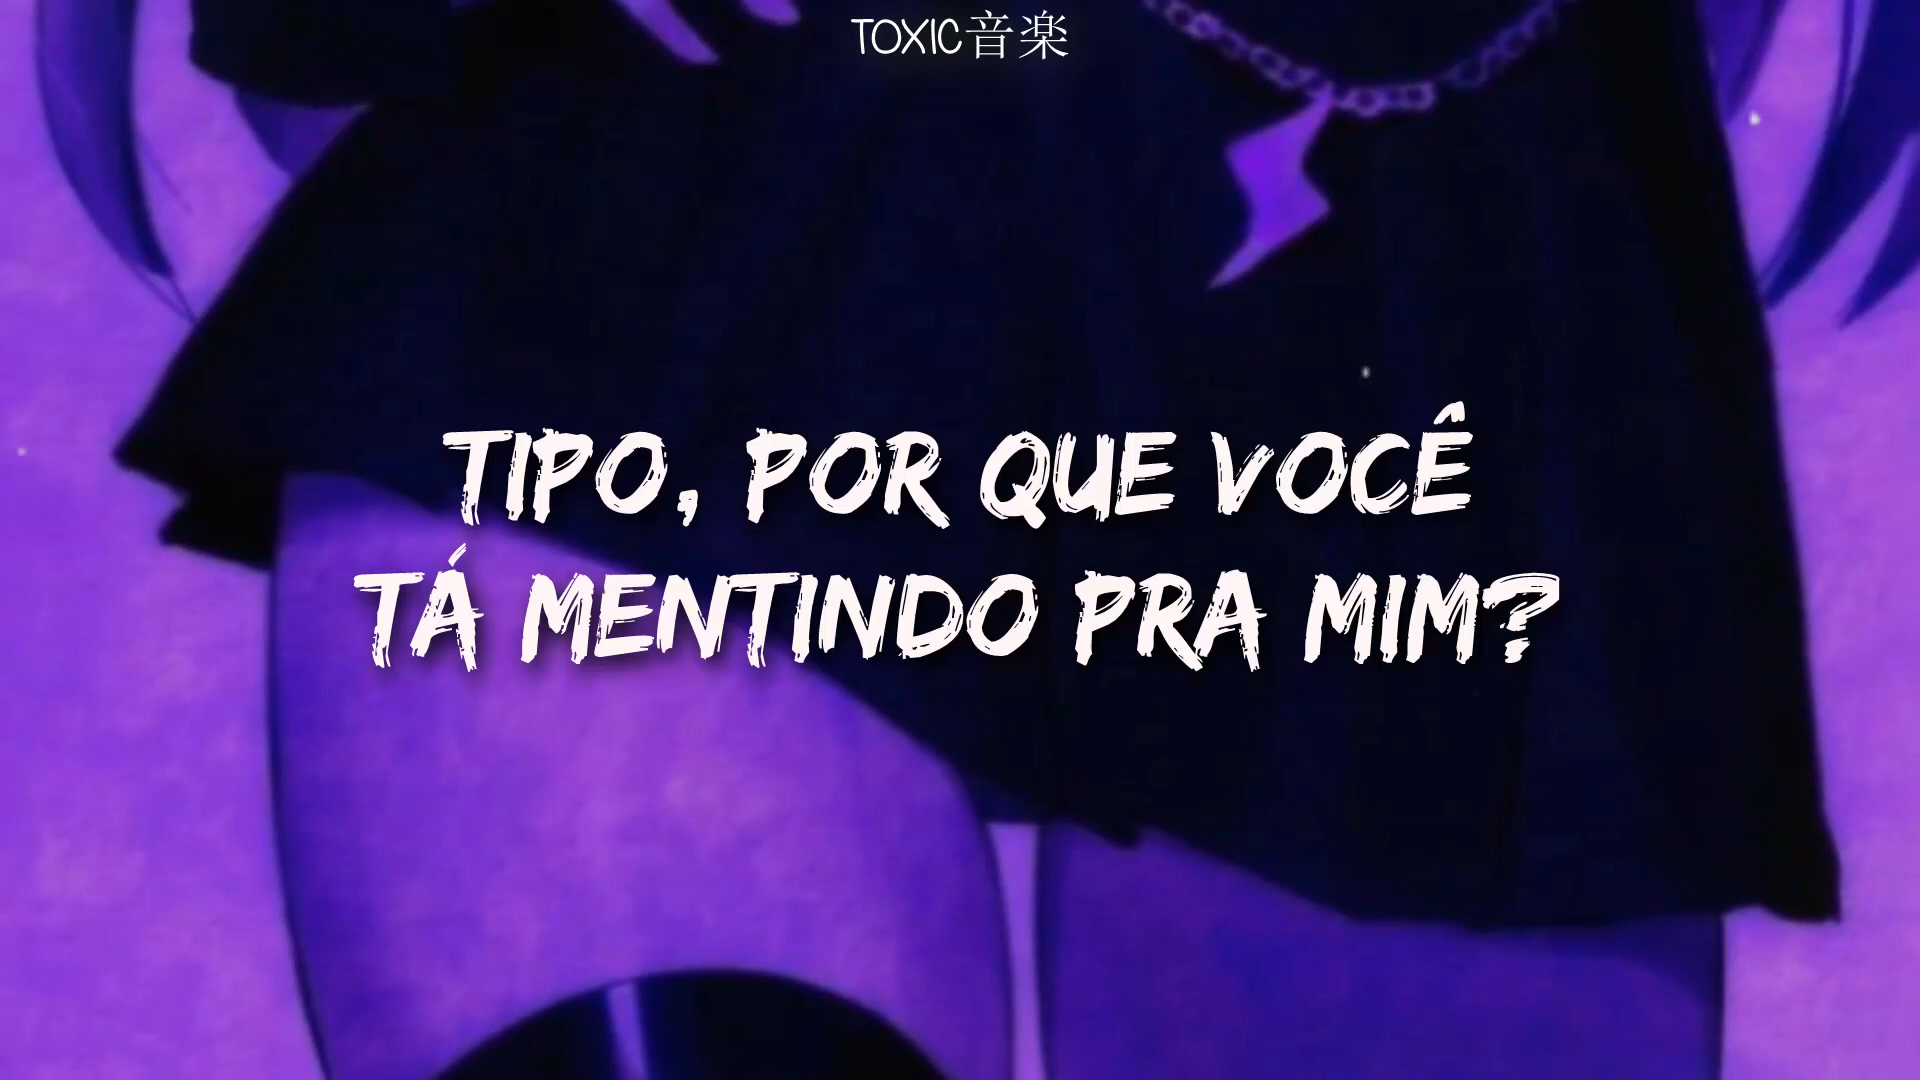 TOXIC音楽
TIPO, POR QUE VOCÊ
TÁ MENTINDO PRA MIM?